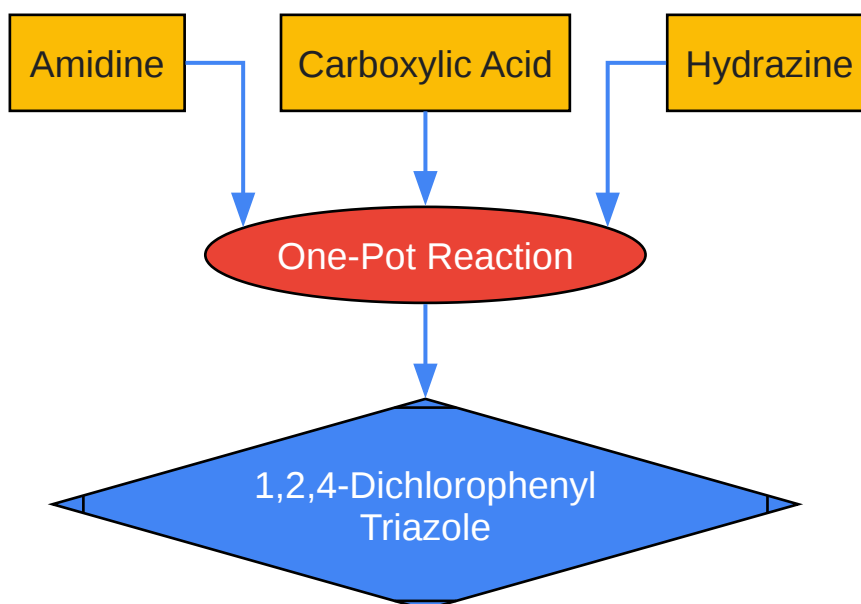 Amidine
Carboxylic Acid
Hydrazine
One-Pot Reaction
1,2,4-Dichlorophenyl
Triazole